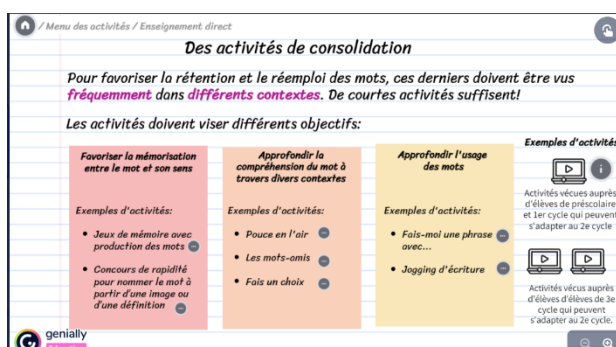 / Menu des activités / Enseignement direct
Des activités de consolidation
Pour favoriser la rétention et le réemploi des mots, ces derniers doivent être vus
fréquemment dans différents contextes. De courtes activités suffisent!
Les activités doivent viser différents objectifs:
Favoriser la mémorisation
entre le mot et son sens
Exemples d'activités:
Jeux de mémoire avec
production des mots
Concours de rapidité
pour nommer le mot à
partir d'une image ou
d'une définition
Approfondir la
compréhension du mot à
travers divers contextes
Exemples d'activités:
Pouce en l'air
Les mots-amis
Fais un choix
Approfondir l'usage
des mots
Exemples d'activités:
Fais-moi une phrase
avec...
Jogging d'écriture
Exemples d'activités
Activités vécues auprès
d'élèves de préscolaire
et 1er cycle qui peuvent
s'adapter au 2e cycle
Activités vécus auprès
d'élèves d'élèves de 3e
cycle qui peuvent
s'adapter au 2e cycle.
genially